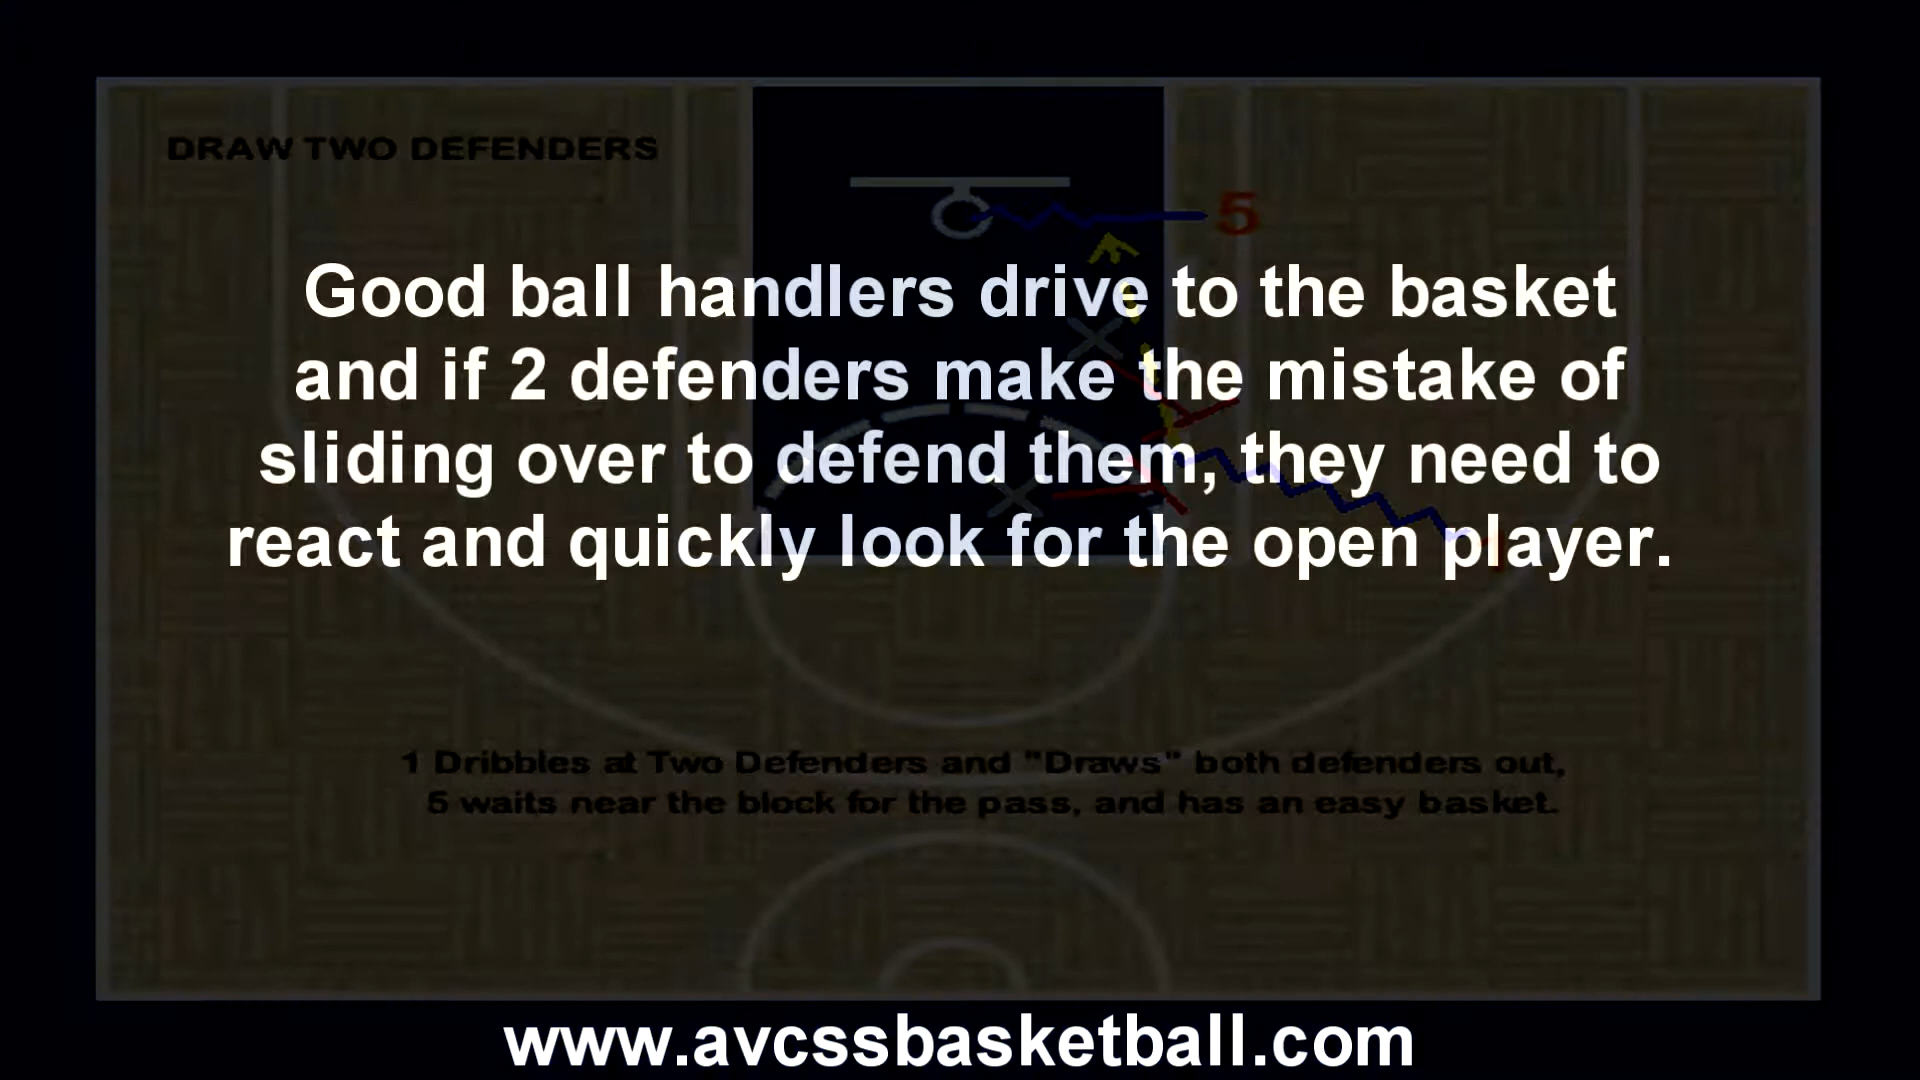 DRAW TWO DEFENDERS
5
Good ball handlers drive to the basket
and if 2 defenders make the mistake of
sliding over to defend them, they need to
react and quickly look for the open player.
1 Dribbles at Two Defenders and "Draws" both defenders out,
5 waits near the block for the pass, and has an easy basket.
www.avcssbasketball.com